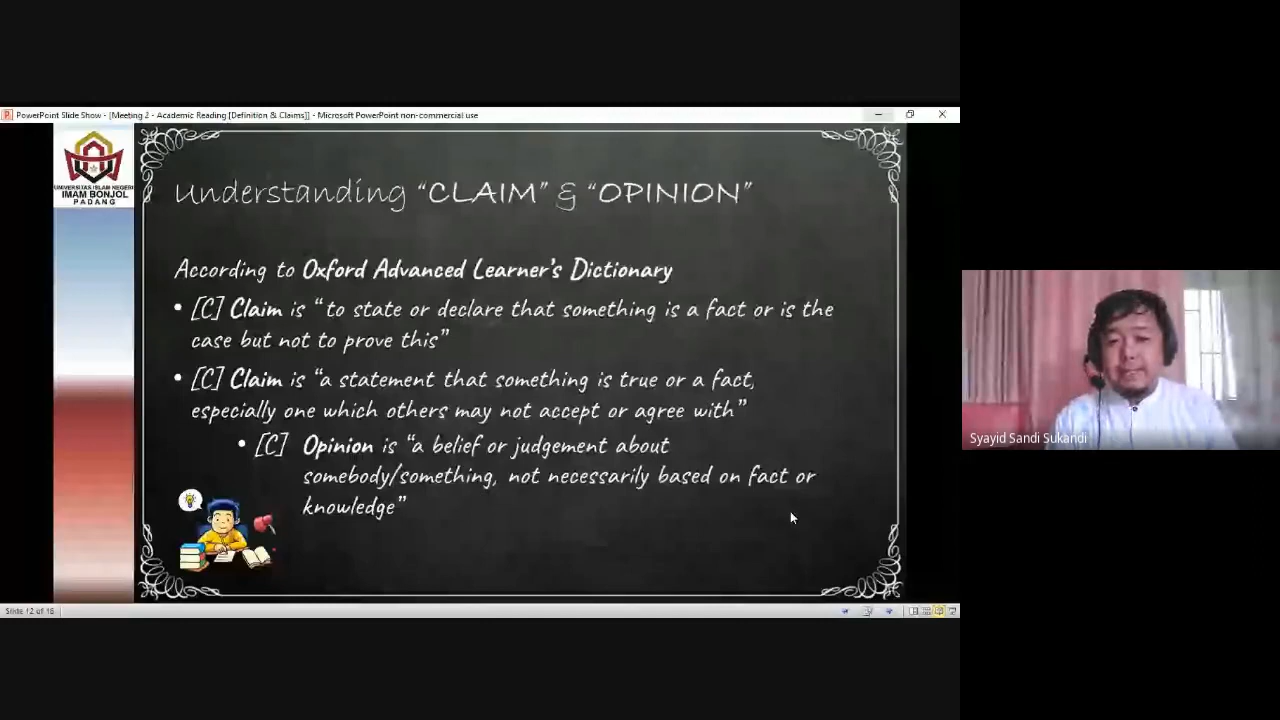 PowerPoint Slide Show - [Meeting 2 - Academic Reading [Definition & Claims]] - Microsoft PowerPoint non-commercial use
UNIVERSITAS ISLAM NEGERI
IMAM BONJOL
PADANG
Understanding “CLAIM” & “OPINION”
According to Oxford Advanced Learner’s Dictionary
• [C] Claim is “to state or declare that something is a fact or is the
case but not to prove this”
• [C] Claim is “a statement that something is true or a fact,
especially one which others may not accept or agree with”
• [C] Opinion is “a belief or judgement about
somebody/something, not necessarily based on fact or
knowledge”
Syayid Sandi Sukandi
Slide 12 of 16